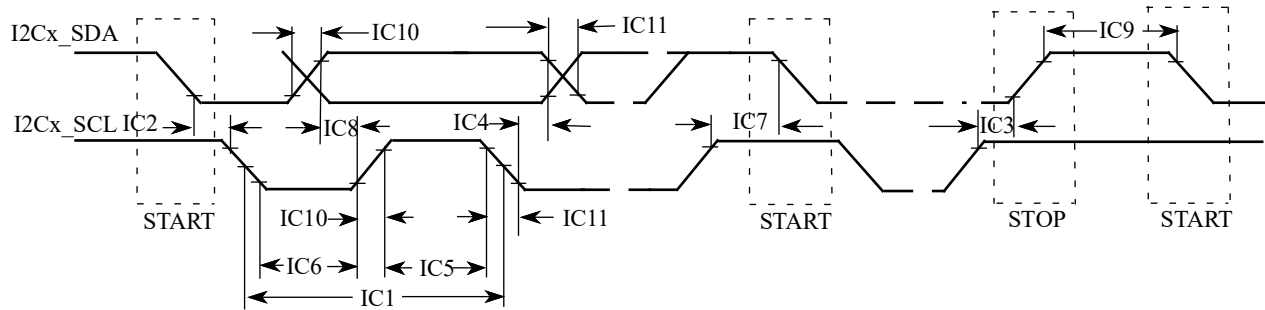 I2Cx_SDA
IC10
IC11
IC9
I2Cx_SCL
IC2
IC8
IC4
IC7
IC3
START
IC10
IC11
START
STOP
START
IC6
IC5
IC1